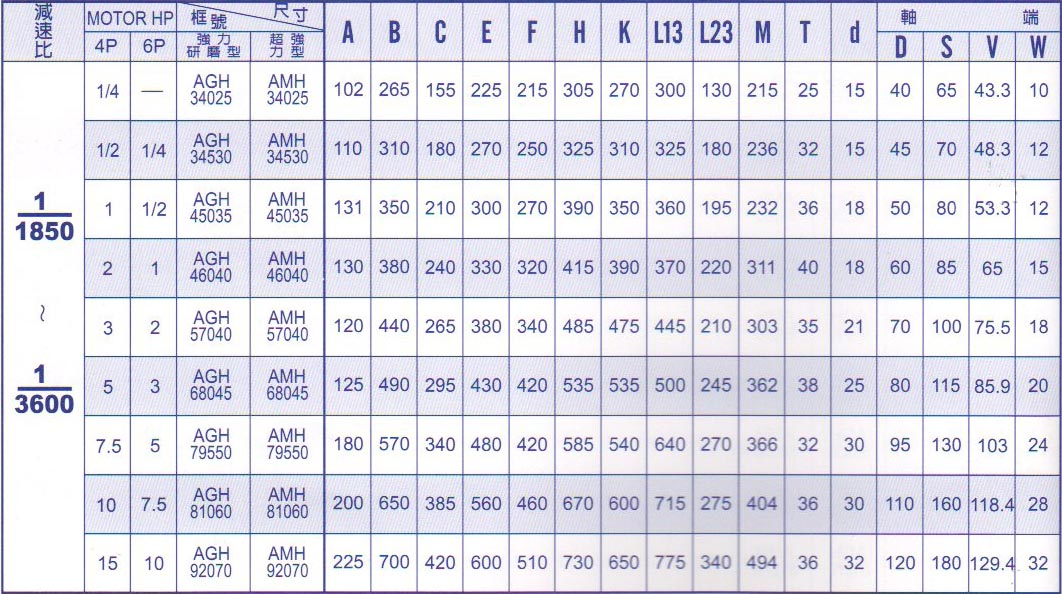 減速比 MOTOR HP 框號 尺寸 A B C E F H K L13 L23 M T d 軸端
4P 6P 強力研磨型 超強力型 D S V W
1/1850 ~ 1/3600
1/4 — AGH 34025 AMH 34025 102 265 155 225 215 305 270 300 130 215 25 15 40 65 43.3 10
1/2 1/4 AGH 34530 AMH 34530 110 310 180 270 250 325 310 325 180 236 32 15 45 70 48.3 12
1 1/2 AGH 45035 AMH 45035 131 350 210 300 270 390 350 360 195 232 36 18 50 80 53.3 12
2 1 AGH 46040 AMH 46040 130 380 240 330 320 415 390 370 220 311 40 18 60 85 65 15
3 2 AGH 57040 AMH 57040 120 440 265 380 340 485 475 445 210 303 35 21 70 100 75.5 18
5 3 AGH 68045 AMH 68045 125 490 295 430 420 535 535 500 245 362 38 25 80 115 85.9 20
7.5 5 AGH 79550 AMH 79550 180 570 340 480 420 585 540 640 270 366 32 30 95 130 103 24
10 7.5 AGH 81060 AMH 81060 200 650 385 560 460 670 600 715 275 404 36 30 110 160 118.4 28
15 10 AGH 92070 AMH 92070 225 700 420 600 510 730 650 775 340 494 36 32 120 180 129.4 32